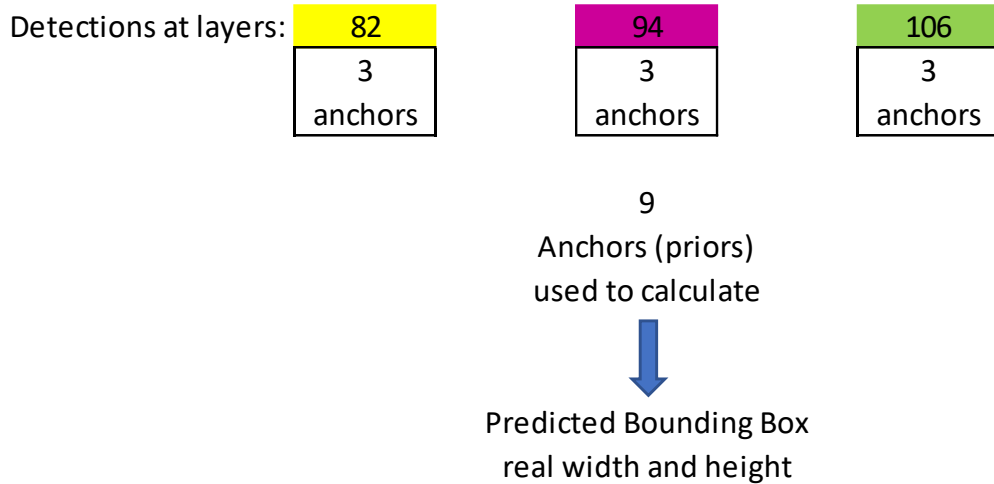 Detections at layers: 82 94 106
3 3 3
anchors anchors anchors
9
Anchors (priors)
used to calculate
Predicted Bounding Box
real width and height